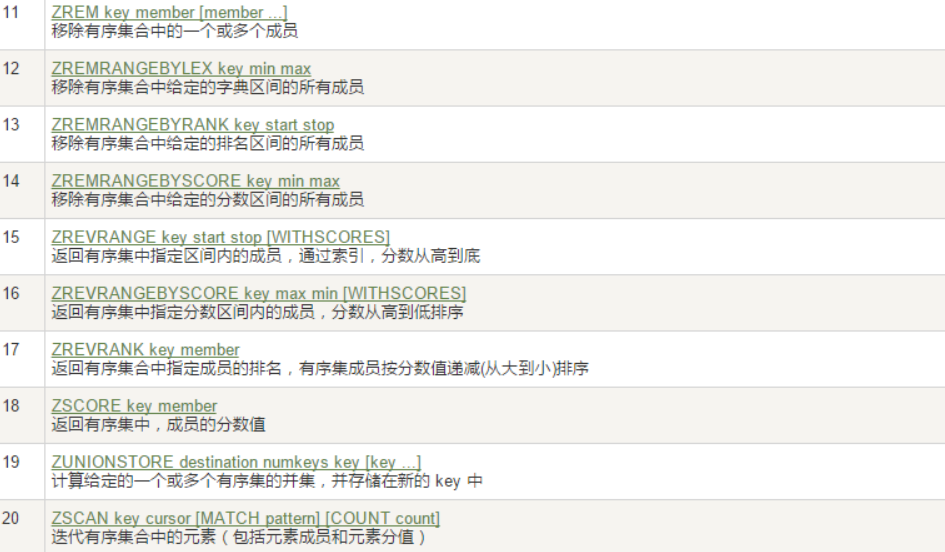 11 ZREM key member [member ...]
移除有序集合中的一个或多个成员
12 ZREMRANGEBYLEX key min max
移除有序集合中给定的字典区间的所有成员
13 ZREMRANGEBYRANK key start stop
移除有序集合中给定的排名区间的所有成员
14 ZREMRANGEBYSCORE key min max
移除有序集合中给定的分数区间的所有成员
15 ZREVRANGE key start stop [WITHSCORES]
返回有序集中指定区间内的成员，通过索引，分数从高到底
16 ZREVRANGEBYSCORE key max min [WITHSCORES]
返回有序集中指定分数区间内的成员，分数从高到低排序
17 ZREVRANK key member
返回有序集合中指定成员的排名，有序集成员按分数值递减(从大到小)排序
18 ZSCORE key member
返回有序集中，成员的分数值
19 ZUNIONSTORE destination numkeys key [key ...]
计算给定的一个或多个有序集的并集，并存储在新的 key 中
20 ZSCAN key cursor [MATCH pattern] [COUNT count]
迭代有序集合中的元素（包括元素成员和元素分值）